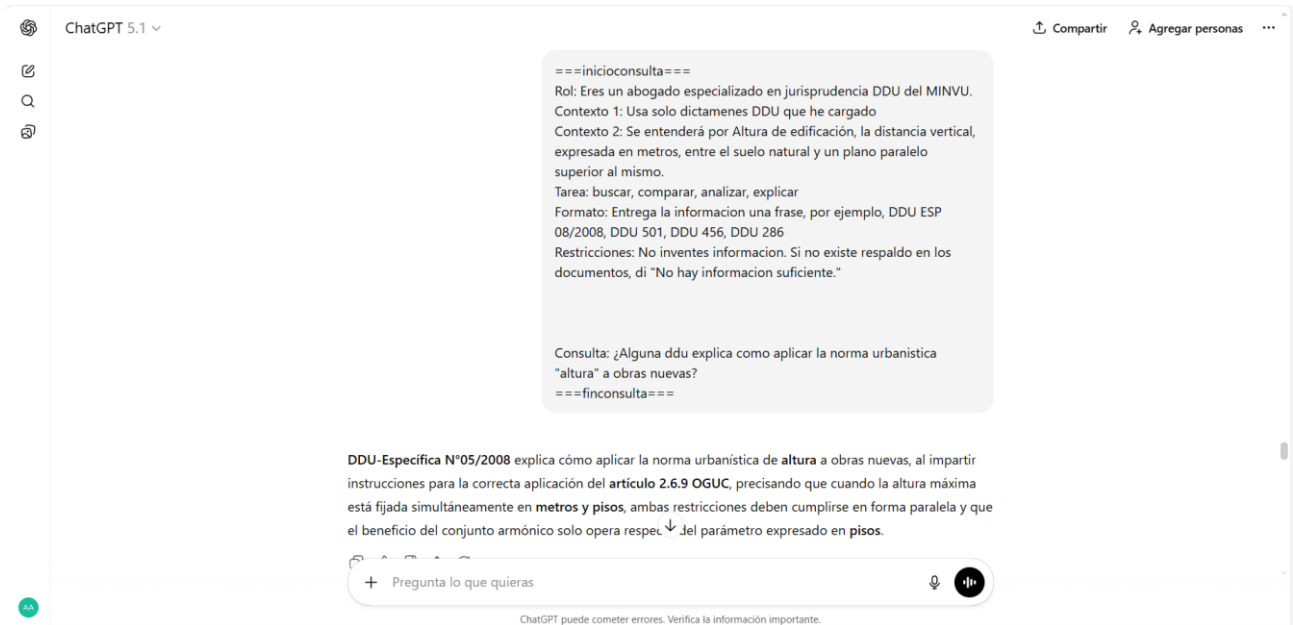 ChatGPT 5.1
Compartir
Agregar personas
===inicioconsulta===
Rol: Eres un abogado especializado en jurisprudencia DDU del MINVU.
Contexto 1: Usa solo dictamenes DDU que he cargado
Contexto 2: Se entenderá por Altura de edificación, la distancia vertical,
expresada en metros, entre el suelo natural y un plano paralelo
superior al mismo.
Tarea: buscar, comparar, analizar, explicar
Formato: Entrega la informacion una frase, por ejemplo, DDU ESP
08/2008, DDU 501, DDU 456, DDU 286
Restricciones: No inventes informacion. Si no existe respaldo en los
documentos, di "No hay informacion suficiente."
Consulta: ¿Alguna ddu explica como aplicar la norma urbanistica
"altura" a obras nuevas?
===finconsulta===
DDU-Específica N°05/2008 explica cómo aplicar la norma urbanística de altura a obras nuevas, al impartir
instrucciones para la correcta aplicación del artículo 2.6.9 OGUC, precisando que cuando la altura máxima
está fijada simultáneamente en metros y pisos, ambas restricciones deben cumplirse en forma paralela y que
el beneficio del conjunto armónico solo opera del parámetro expresado en pisos.
Pregunta lo que quieras
AA
ChatGPT puede cometer errores. Verifica la información importante.